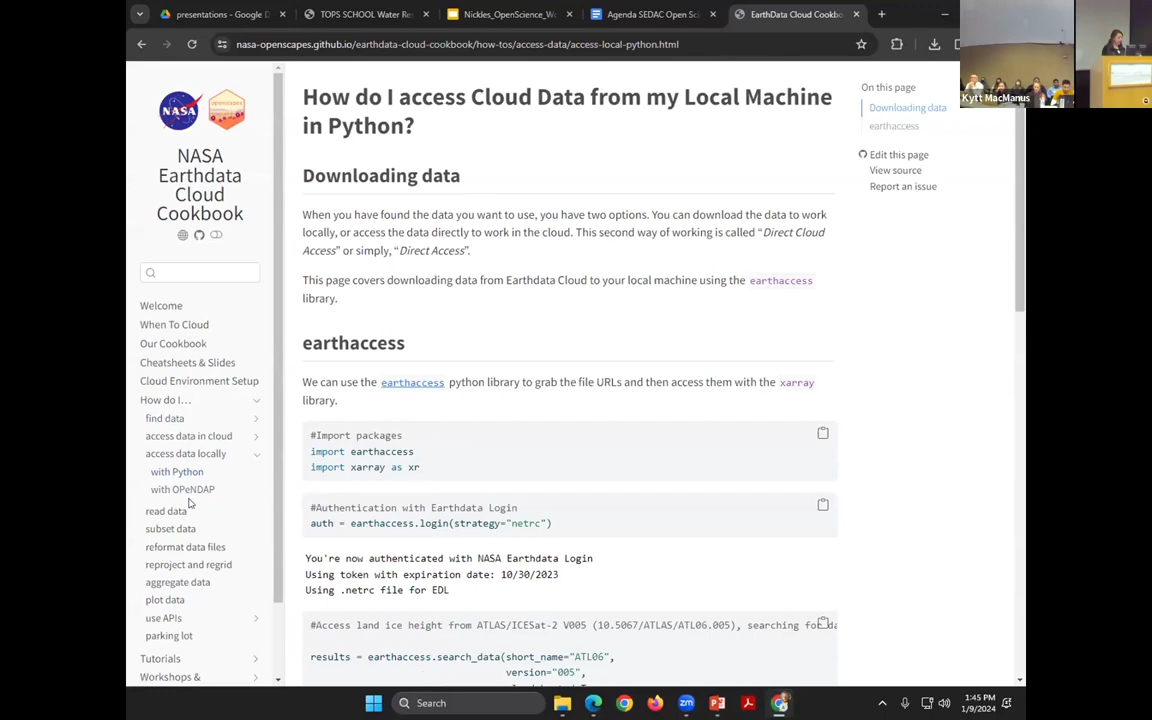 presentations - Google D
TOPS SCHOOL Water Re
Nickles_OpenScience_W
Agenda SEDAC Open Sc
EarthData Cloud Cookbo
nasa-openscapes.github.io/earthdata-cloud-cookbook/how-tos/access-data/access-local-python.html
Kytt MacManus
NASA
openscapes
NASA
Earthdata
Cloud
Cookbook
Welcome
When To Cloud
Our Cookbook
Cheatsheets & Slides
Cloud Environment Setup
How do I…
find data
access data in cloud
access data locally
with Python
with OPeNDAP
read data
subset data
reformat data files
reproject and regrid
aggregate data
plot data
use APIs
parking lot
Tutorials
Workshops &
How do I access Cloud Data from my Local Machine
in Python?
Downloading data
When you have found the data you want to use, you have two options. You can download the data to work
locally, or access the data directly to work in the cloud. This second way of working is called “Direct Cloud
Access” or simply, “Direct Access”.
This page covers downloading data from Earthdata Cloud to your local machine using the earthaccess
library.
earthaccess
We can use the earthaccess python library to grab the file URLs and then access them with the xarray
library.
#Import packages
import earthaccess
import xarray as xr
#Authentication with Earthdata Login
auth = earthaccess.login(strategy="netrc")
You're now authenticated with NASA Earthdata Login
Using token with expiration date: 10/30/2023
Using .netrc file for EDL
#Access land ice height from ATLAS/ICESat-2 V005 (10.5067/ATLAS/ATL06.005), searching for da
results = earthaccess.search_data(short_name="ATL06",
version="005",
On this page
Downloading data
earthaccess
Edit this page
View source
Report an issue
Search
1:45 PM
1/9/2024